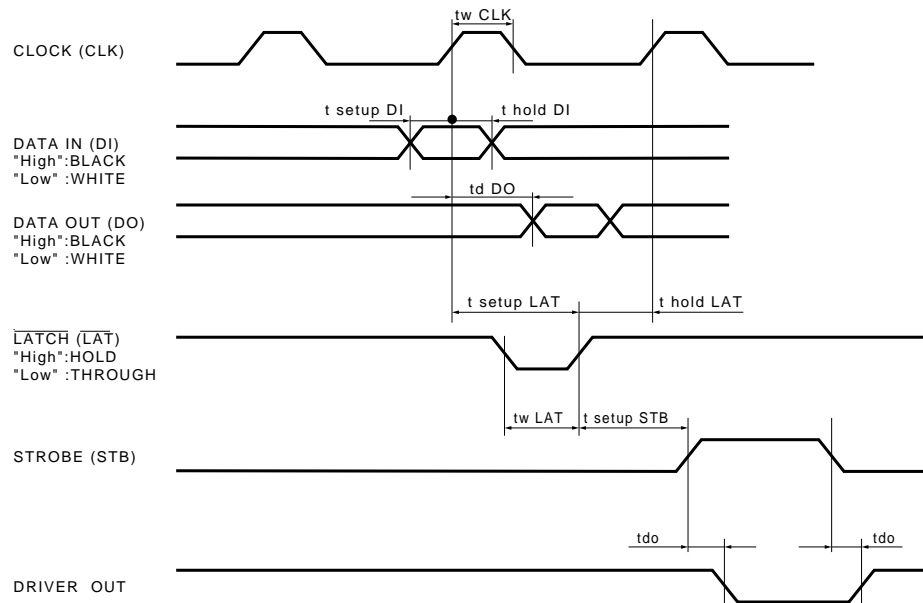 tw CLK
CLOCK (CLK)
t setup DI
t hold DI
DATA IN (DI)
"High":BLACK
"Low" :WHITE
td DO
DATA OUT (DO)
"High":BLACK
"Low" :WHITE
t setup LAT
t hold LAT
LATCH (LAT)
"High":HOLD
"Low" :THROUGH
tw LAT
t setup STB
STROBE (STB)
tdo
tdo
DRIVER OUT